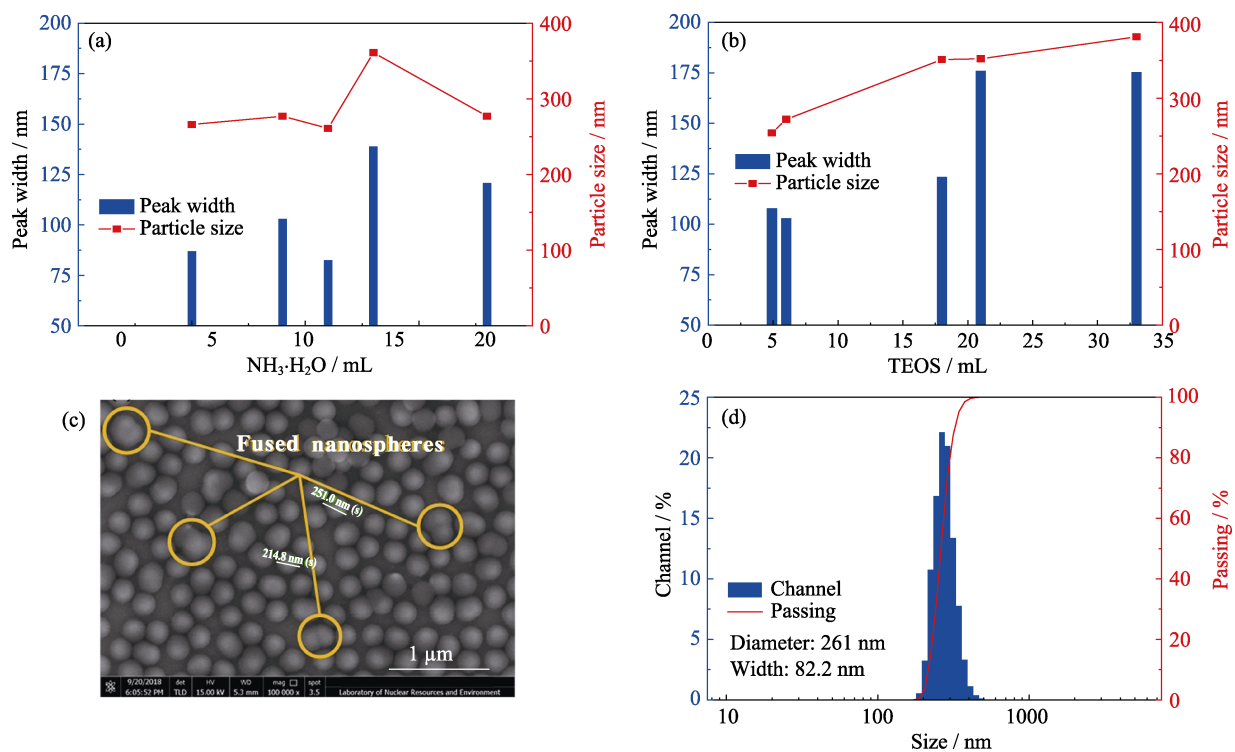 (a)
200
175
150
125
100
75
50
Peak width / nm
400
300
200
100
0
Particle size / nm
Peak width
Particle size
0 5 10 15 20
NH₃·H₂O / mL
(b)
200
175
150
125
100
75
50
Peak width / nm
400
300
200
100
0
Particle size / nm
Peak width
Particle size
0 5 10 15 20 25 30 35
TEOS / mL
(c)
Fused nanospheres
251.0 nm (s)
214.8 nm (s)
1 μm
9/20/2018 det HV WD mag spot
6:05:52 PM TLD 15.00 kV 5.3 mm 100 000 x 3.5 Laboratory of Nuclear Resources and Environment
(d)
25
20
15
10
5
0
Channel / %
100
80
60
40
20
0
Passing / %
Channel
Passing
Diameter: 261 nm
Width: 82.2 nm
10 100 1000
Size / nm